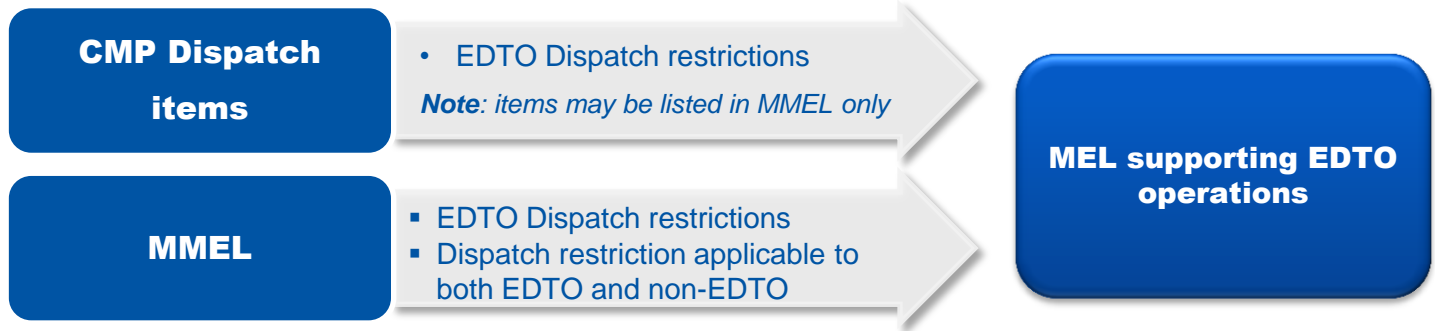 CMP Dispatch
items
• EDTO Dispatch restrictions
Note: items may be listed in MMEL only
MMEL
▪ EDTO Dispatch restrictions
▪ Dispatch restriction applicable to
both EDTO and non-EDTO
MEL supporting EDTO
operations